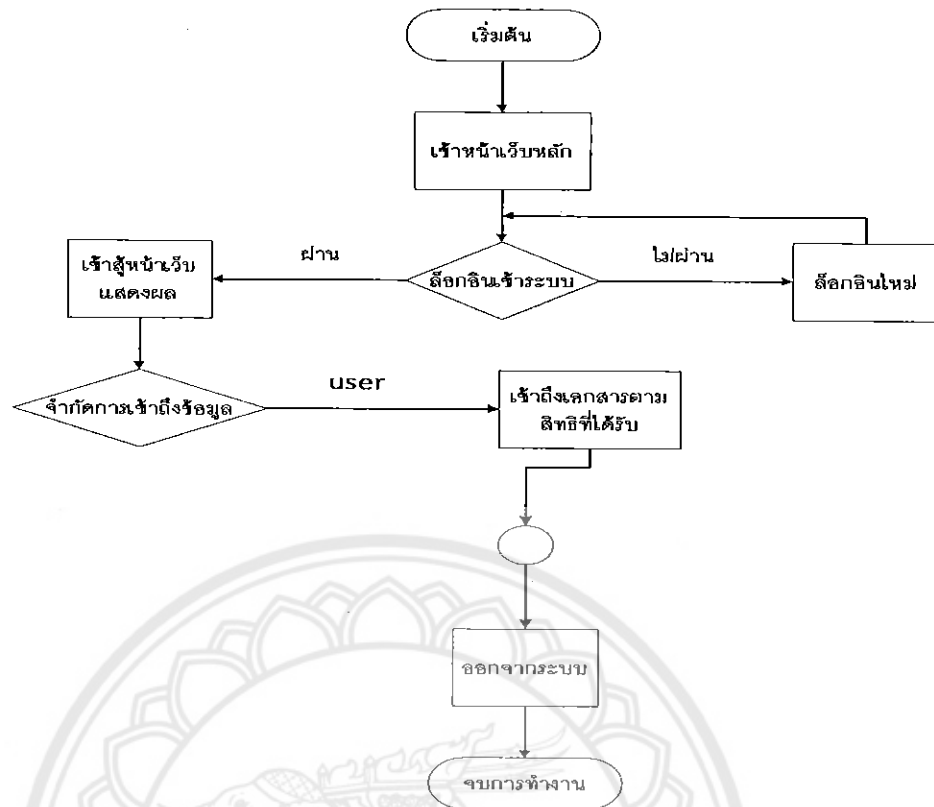 เริ่มต้น
เข้าหน้าเว็บหลัก
ล็อกอินเข้าระบบ
ผ่าน
ไม่ผ่าน
ล็อกอินใหม่
เข้าสู้หน้าเว็บ
แสดงผล
จำกัดการเข้าถึงข้อมูล
user
เข้าถึงเอกสารตาม
สิทธิที่ได้รับ
ออกจากระบบ
จบการทำงาน